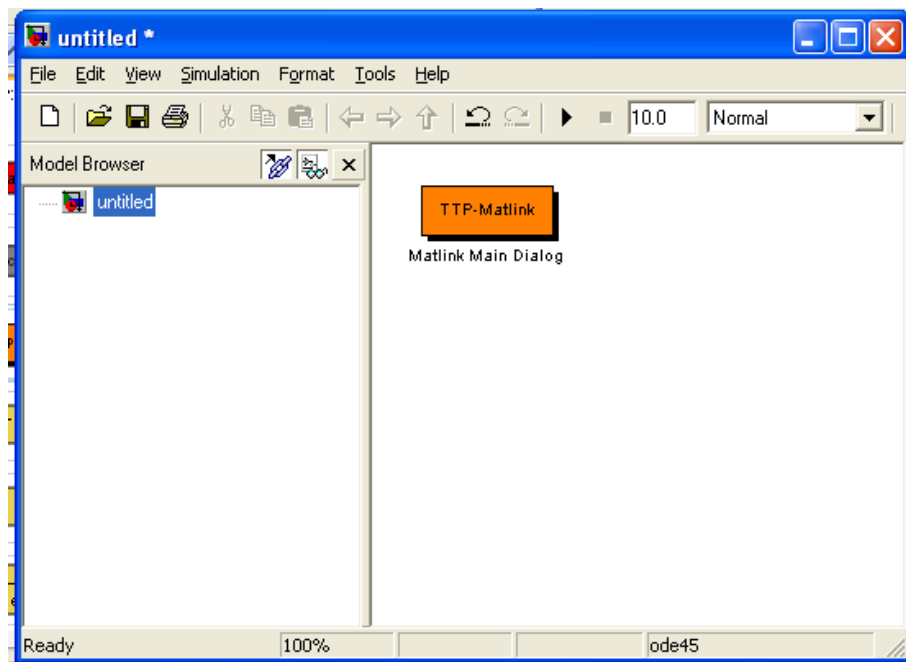 untitled *
File Edit View Simulation Format Tools Help
10.0 Normal
Model Browser
untitled
TTP-Matlink
Matlink Main Dialog
Ready 100% ode45